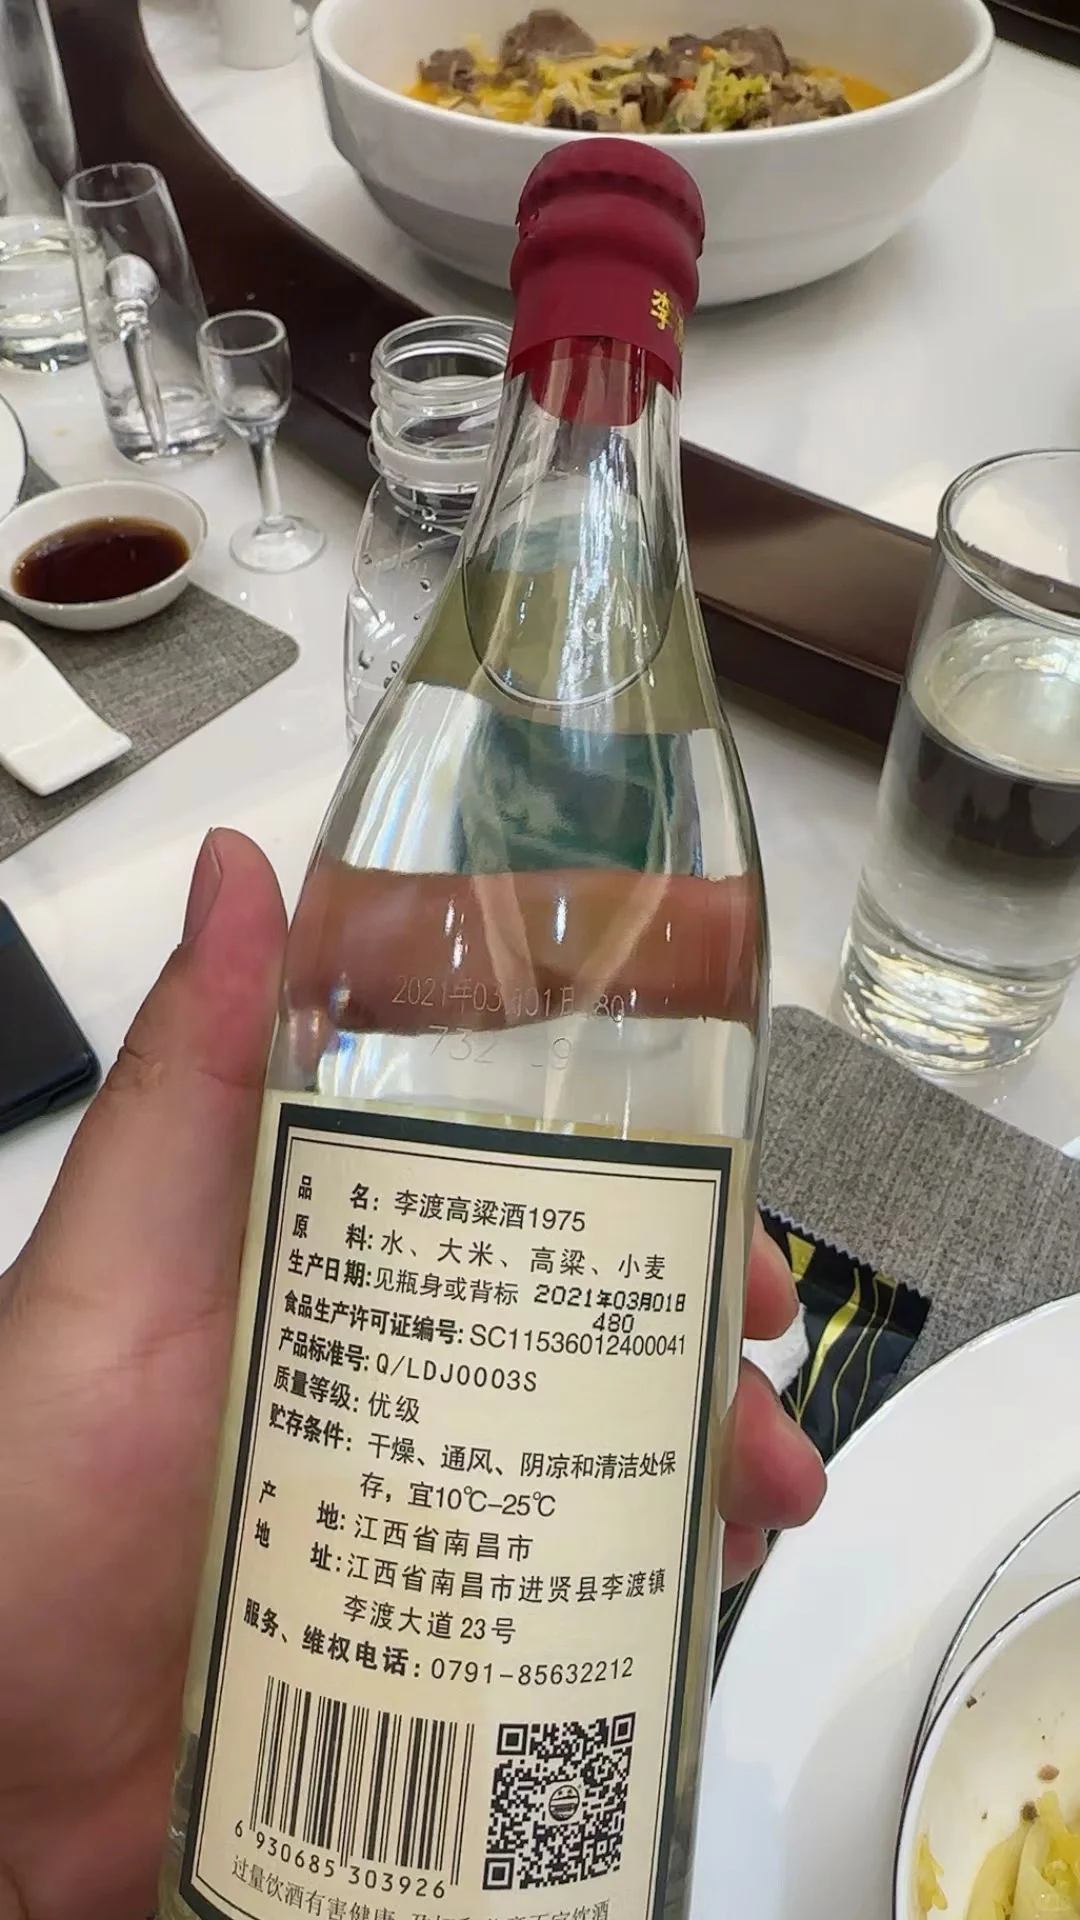 李渡
2021年03月01日 480
732 9
品名：李渡高粱酒1975
原料：水、大米、高粱、小麦
生产日期：见瓶身或背标 2021年03月01日
480
食品生产许可证编号：SC11536012400041
产品标准号：Q/LDJ0003S
质量等级：优级
贮存条件：干燥、通风、阴凉和清洁处保
存，宜10℃-25℃
产地：江西省南昌市
地址：江西省南昌市进贤县李渡镇
李渡大道23号
服务、维权电话：0791-85632212
6 930685 303926
过量饮酒有害健康